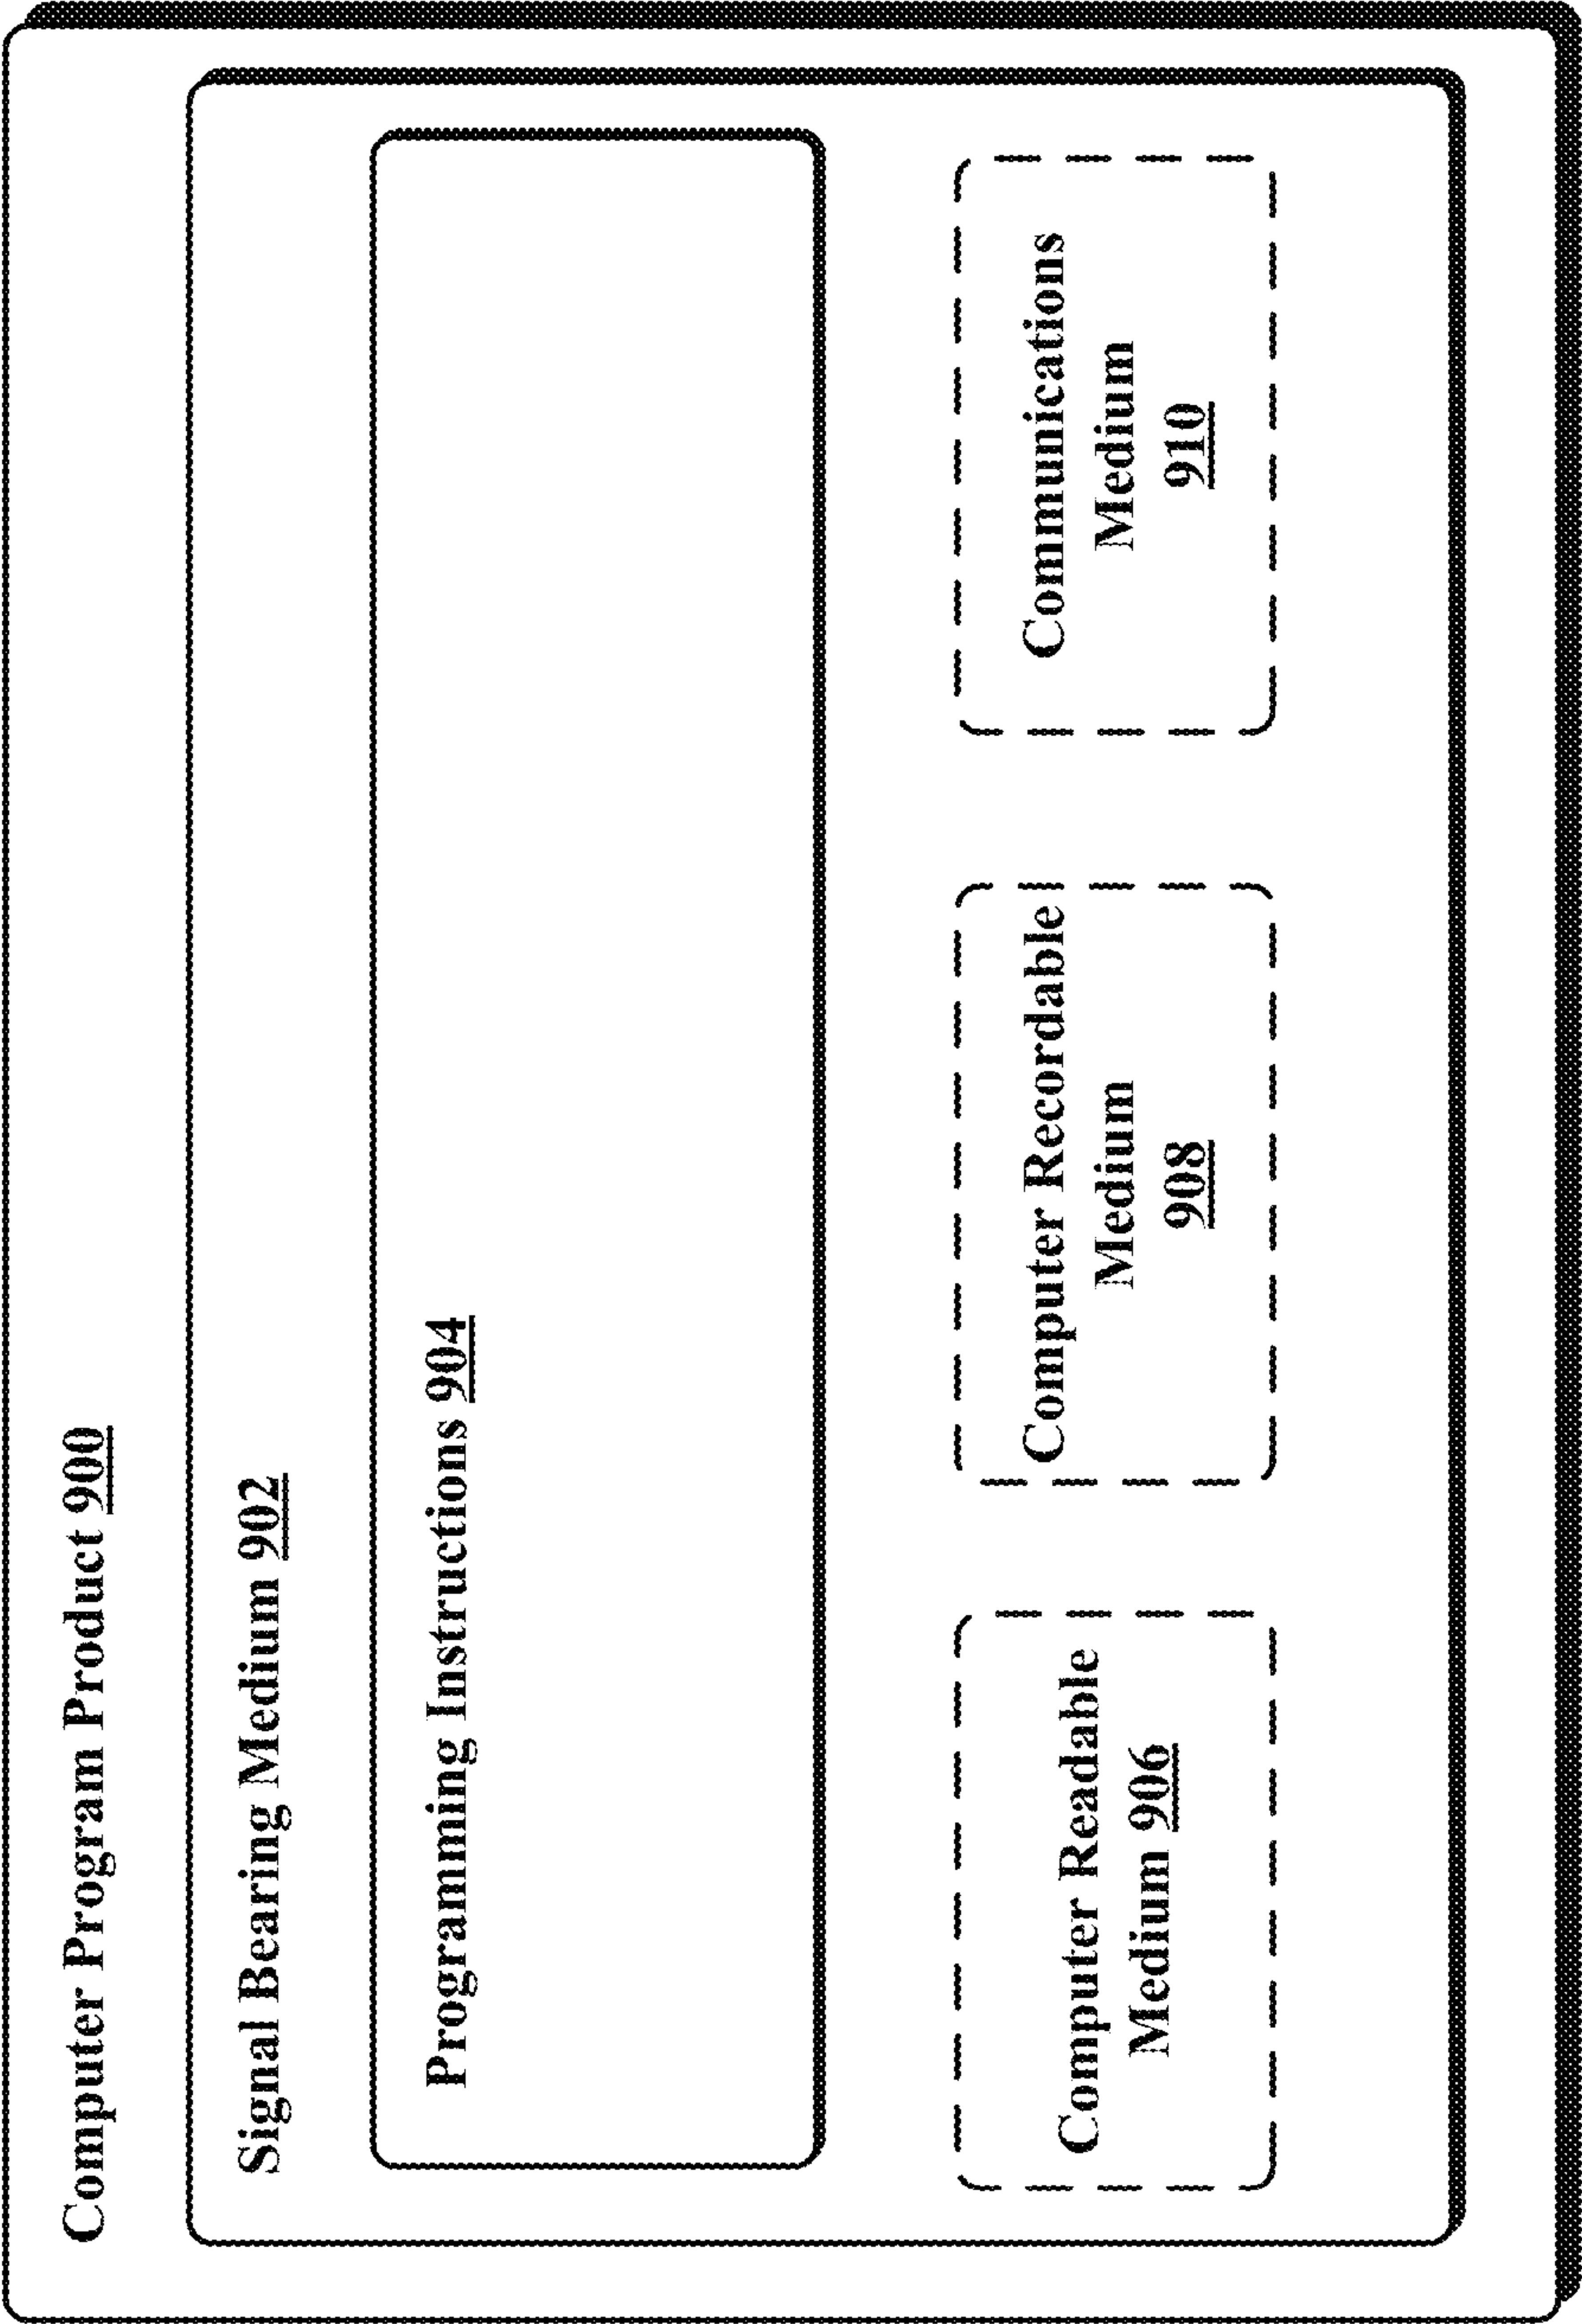 Computer Program Product 900
Signal Bearing Medium 902
Programming Instructions 904
Computer Readable
Medium 906
Computer Recordable
Medium
908
Communications
Medium
910